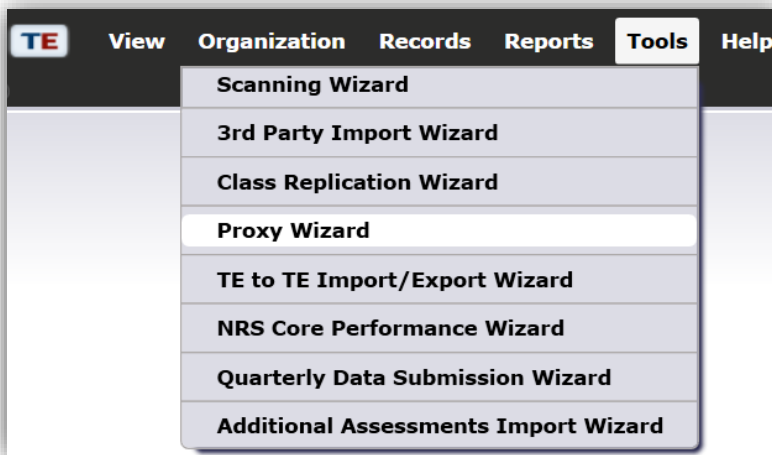 TE View Organization Records Reports Tools Help
Scanning Wizard
3rd Party Import Wizard
Class Replication Wizard
Proxy Wizard
TE to TE Import/Export Wizard
NRS Core Performance Wizard
Quarterly Data Submission Wizard
Additional Assessments Import Wizard